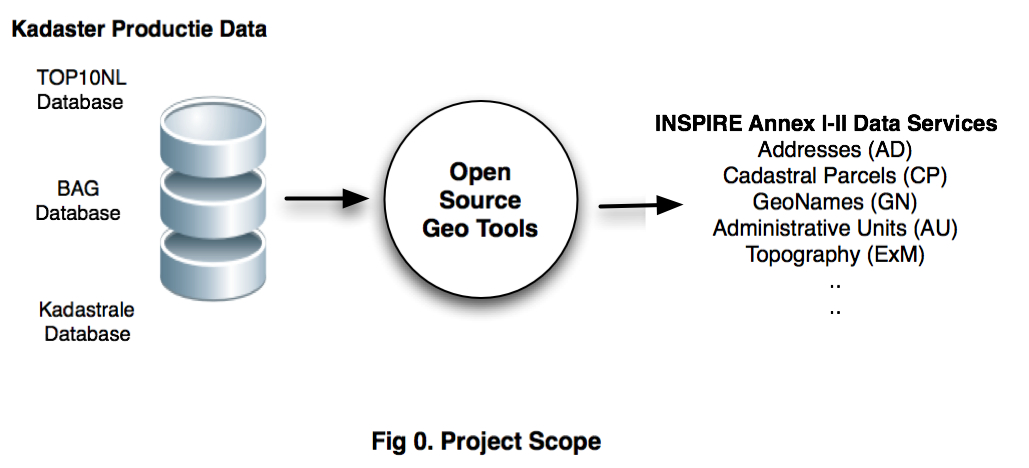 Kadaster Productie Data
TOP10NL
Database
BAG
Database
Kadastrale
Database
Open
Source
Geo Tools
INSPIRE Annex I-II Data Services
Addresses (AD)
Cadastral Parcels (CP)
GeoNames (GN)
Administrative Units (AU)
Topography (ExM)
..
..
Fig 0. Project Scope